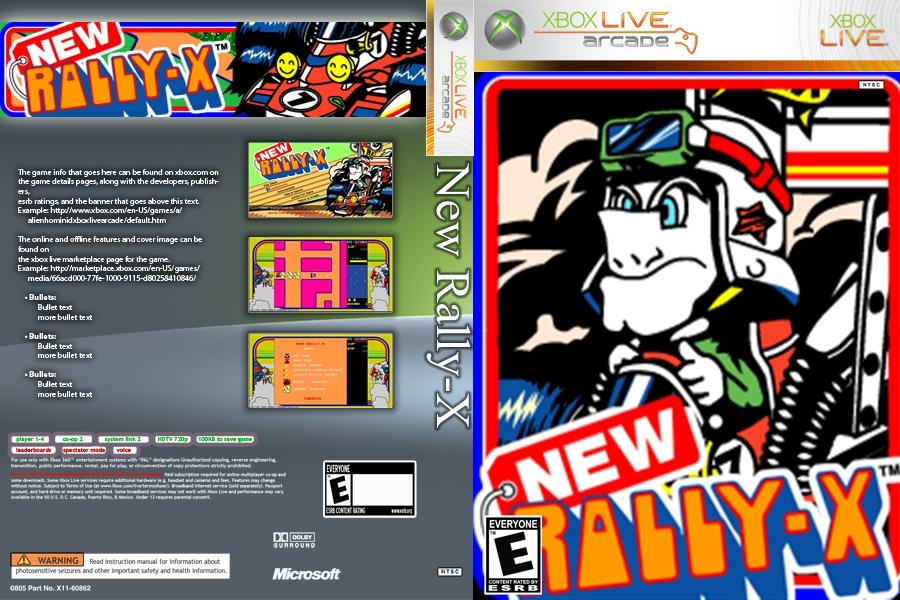 NEW
RALLY-X™
The game info that goes here can be found on xbox.com on
the game details pages, along with the developers, publish-
ers,
esrb ratings, and the banner that goes above this text.
Example: http://www.xbox.com/en-US/games/a/
alienhominidxboxlivearcade/default.htm
The online and offline features and cover image can be
found on
the xbox live marketplace page for the game.
Example: http://marketplace.xbox.com/en-US/games/
media/66acd000-77fe-1000-9115-d80258410846/
• Bullets:
Bullet text
more bullet text
• Bullets:
Bullet text
more bullet text
• Bullets:
Bullet text
more bullet text
NEW
RALLY-X
NEW RALLY-X
NAMCO
player 1-4 co-op 2 system link 2 HDTV 720p 100KB to save game
leaderboards spectator mode voice
For use only with Xbox 360™ entertainment systems with "PAL" designations Unauthorized copying, reverse engineering,
transmission, public performance, rental, pay for play, or circumvention of copy protections strictly prohibited.
Paid subscription required for online multiplayer co-op and
some downloads. Some Xbox Live services require additional hardware (e.g. headset and camera) and fees. Features may change
without notice. Subject to Terms of Use (at www.Xbox.com/live/termsofuse/). Broadband Internet service (sold separately). Passport
account, and hard drive or memory unit required. Some broadband services may not work with Xbox Live and performance may vary.
Available in the 50 U.S. Canada, Puerto Rico, & Mexico. Under 13 requires parental consent.
EVERYONE
E
ESRB CONTENT RATING www.esrb.org
DOLBY
SURROUND
WARNING Read instruction manual for information about
photosensitive seizures and other important safety and health information.
Microsoft
NTSC
0805 Part No. X11-60862
XBOX LIVE
arcade
New Rally-X
XBOX LIVE
arcade
XBOX
LIVE
NTSC
NEW
RALLY-X™
EVERYONE
E
CONTENT RATED BY
ESRB